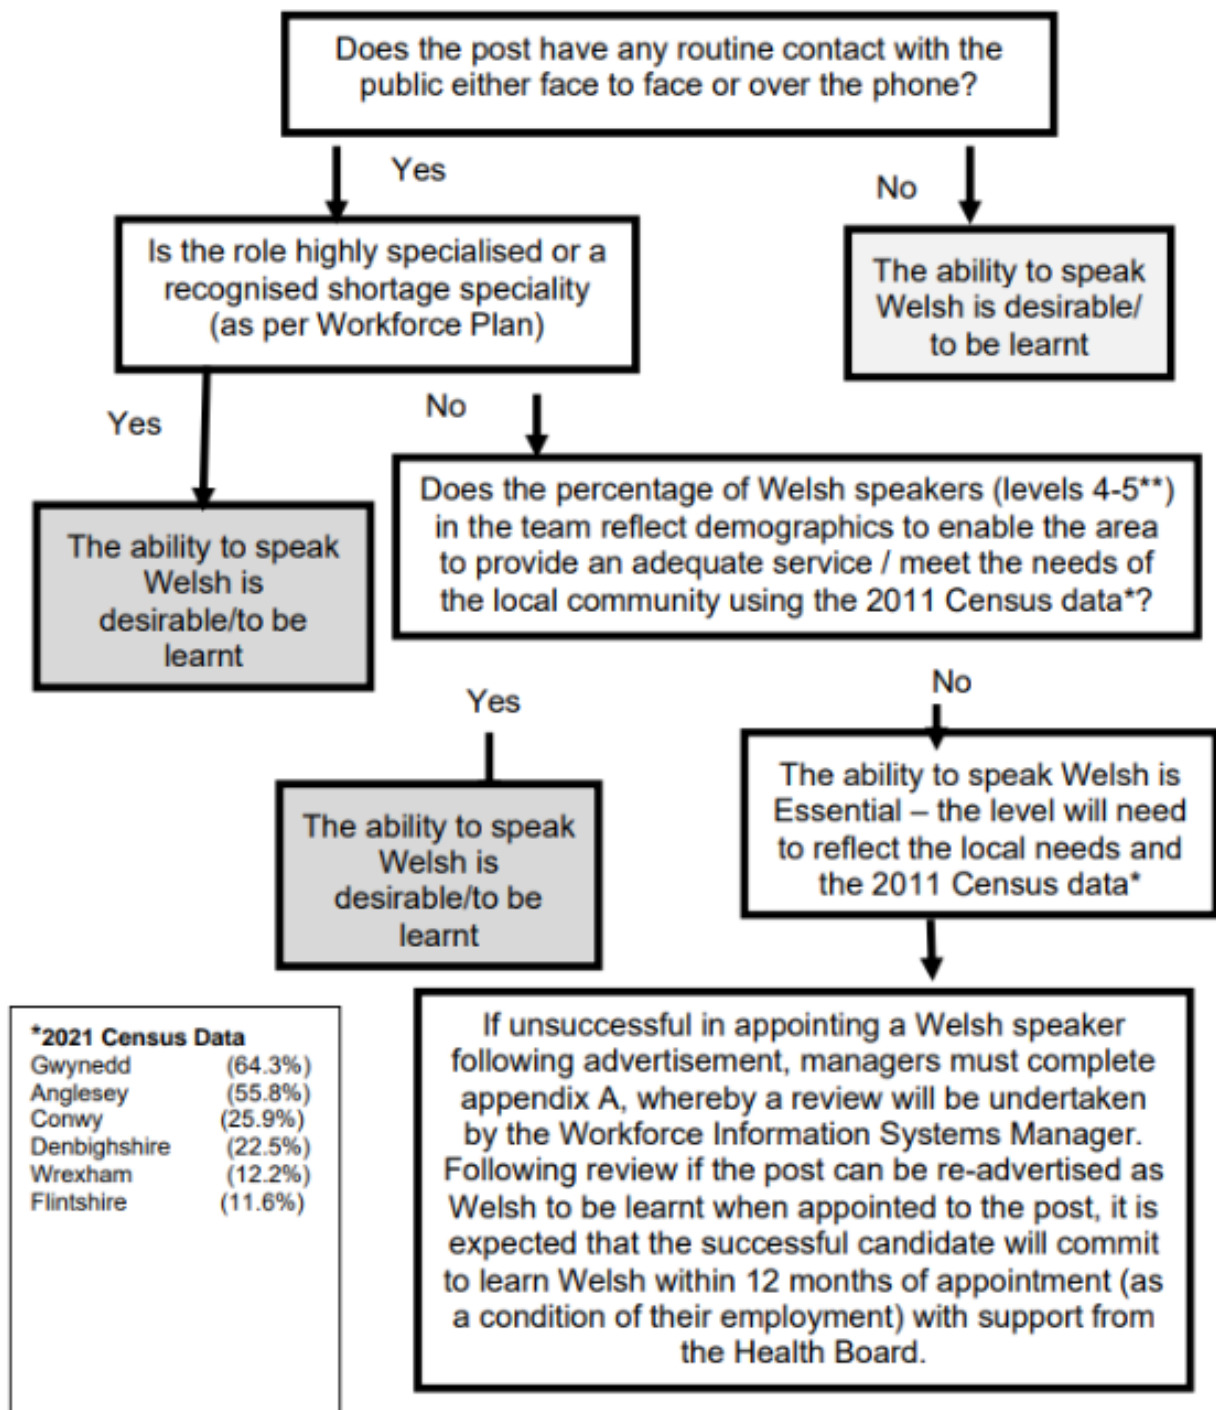 Does the post have any routine contact with the
public either face to face or over the phone?
Yes
No
Is the role highly specialised or a
recognised shortage speciality
(as per Workforce Plan)
The ability to speak
Welsh is desirable/
to be learnt
Yes
No
Does the percentage of Welsh speakers (levels 4-5**)
in the team reflect demographics to enable the area
to provide an adequate service / meet the needs of
the local community using the 2011 Census data*?
The ability to speak
Welsh is
desirable/to be
learnt
Yes
No
The ability to speak
Welsh is
desirable/to be
learnt
The ability to speak Welsh is
Essential – the level will need
to reflect the local needs and
the 2011 Census data*
If unsuccessful in appointing a Welsh speaker
following advertisement, managers must complete
appendix A, whereby a review will be undertaken
by the Workforce Information Systems Manager.
Following review if the post can be re-advertised as
Welsh to be learnt when appointed to the post, it is
expected that the successful candidate will commit
to learn Welsh within 12 months of appointment (as
a condition of their employment) with support from
the Health Board.
*2021 Census Data
Gwynedd (64.3%)
Anglesey (55.8%)
Conwy (25.9%)
Denbighshire (22.5%)
Wrexham (12.2%)
Flintshire (11.6%)